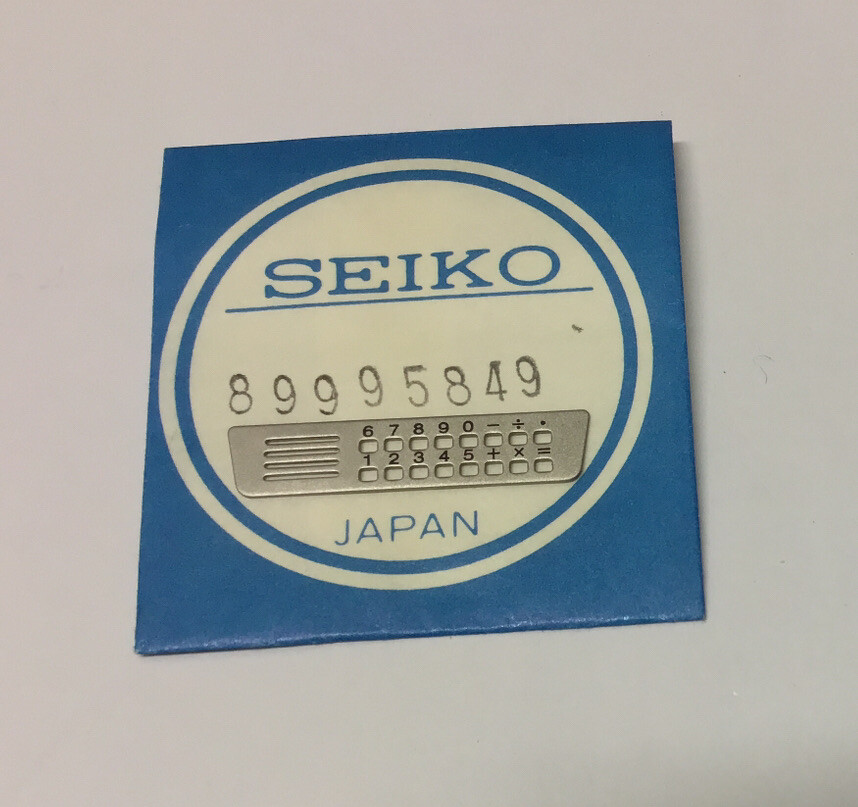 SEIKO
89995849
6 7 8 9 0 − ÷ •
1 2 3 4 5 + × =
JAPAN